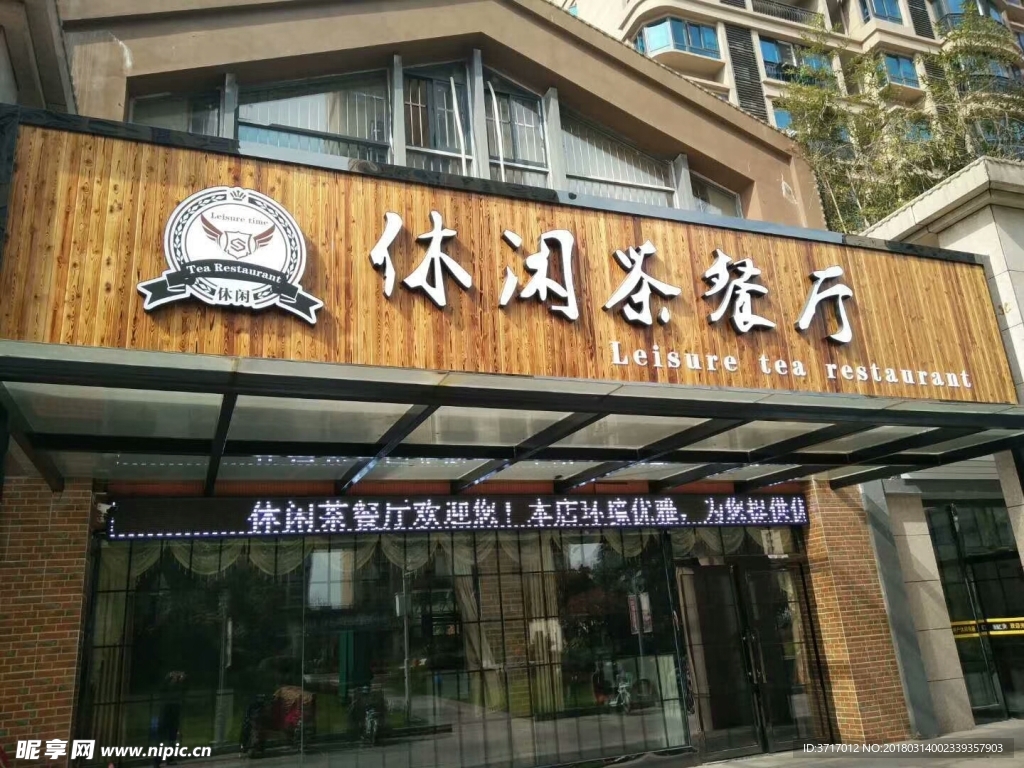 Leisure time
Tea Restaurant
休闲
休闲茶餐厅
Leisure tea restaurant
休闲茶餐厅欢迎您！本店环境优雅，为您提供优
昵享网 www.nipic.cn
ID:3717012 NO:20180314002339357903